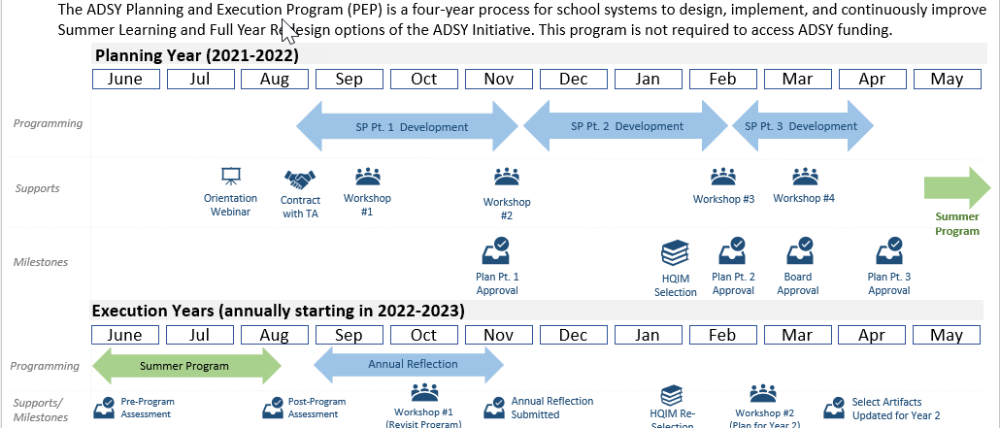 The ADSY Planning and Execution Program (PEP) is a four-year process for school systems to design, implement, and continuously improve
Summer Learning and Full Year Redesign options of the ADSY Initiative. This program is not required to access ADSY funding.
Planning Year (2021-2022)
June Jul Aug Sep Oct Nov Dec Jan Feb Mar Apr May
Programming
SP Pt. 1 Development
SP Pt. 2 Development
SP Pt. 3 Development
Supports
Orientation
Webinar
Contract
with TA
Workshop
#1
Workshop
#2
Workshop #3
Workshop #4
Summer
Program
Milestones
Plan Pt. 1
Approval
HQIM
Selection
Plan Pt. 2
Approval
Board
Approval
Plan Pt. 3
Approval
Execution Years (annually starting in 2022-2023)
June Jul Aug Sep Oct Nov Dec Jan Feb Mar Apr May
Programming
Summer Program
Annual Reflection
Supports/
Milestones
Pre-Program
Assessment
Post-Program
Assessment
Workshop #1
(Revisit Program)
Annual Reflection
Submitted
HQIM Re-
Selection
Workshop #2
(Plan for Year 2)
Select Artifacts
Updated for Year 2